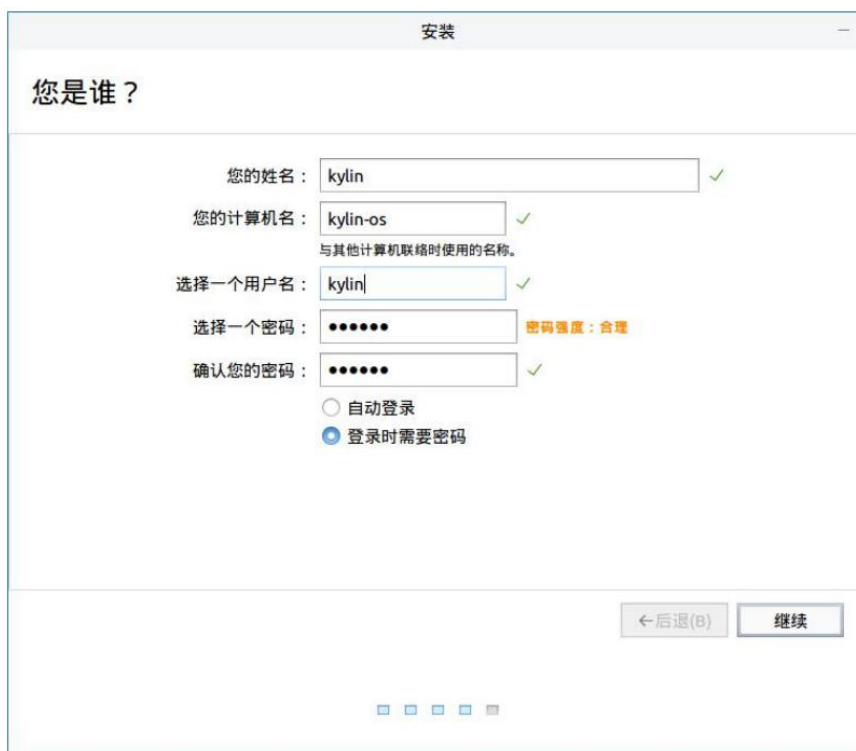 安装
您是谁？
您的姓名： kylin
您的计算机名： kylin-os
与其他计算机联络时使用的名称。
选择一个用户名： kylin
选择一个密码： ●●●●●● 密码强度：合理
确认您的密码： ●●●●●●
自动登录
登录时需要密码
←后退(B) 继续